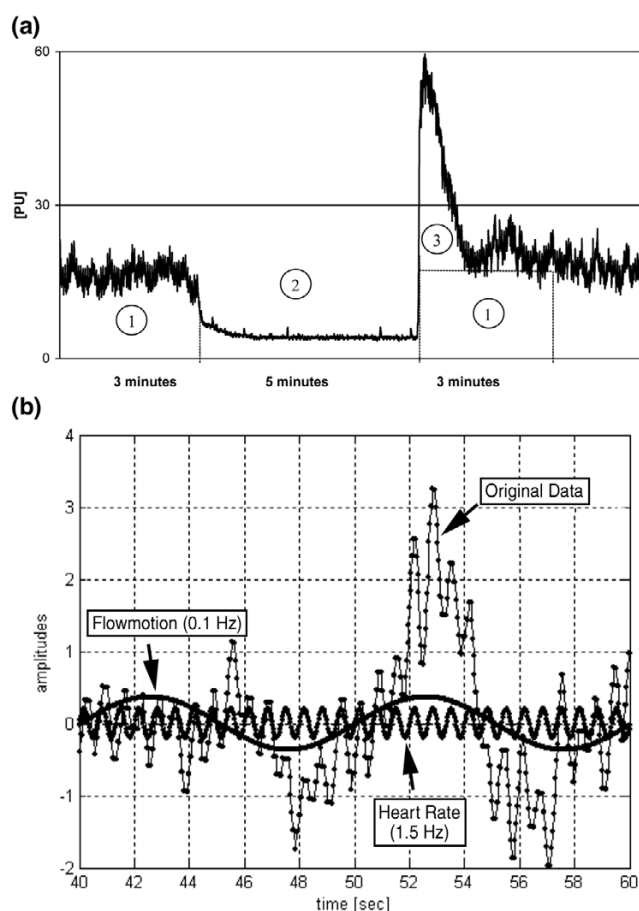 (a)
60
[PU]
30
0
1
2
3
1
3 minutes
5 minutes
3 minutes
(b)
4
3
2
1
0
-1
-2
amplitudes
Original Data
Flowmotion (0.1 Hz)
Heart Rate
(1.5 Hz)
40 42 44 46 48 50 52 54 56 58 60
time [sec]